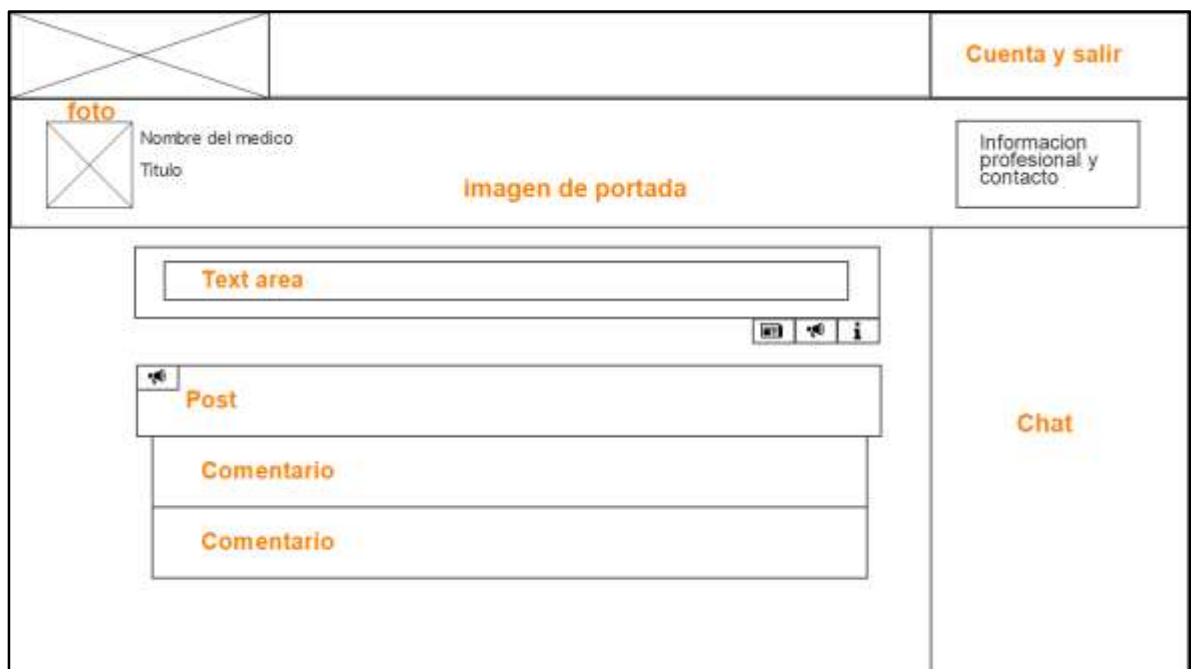 Cuenta y salir
foto
Nombre del medico
Titulo
imagen de portada
Informacion
profesional y
contacto
Text area
i
Post
Comentario
Comentario
Chat